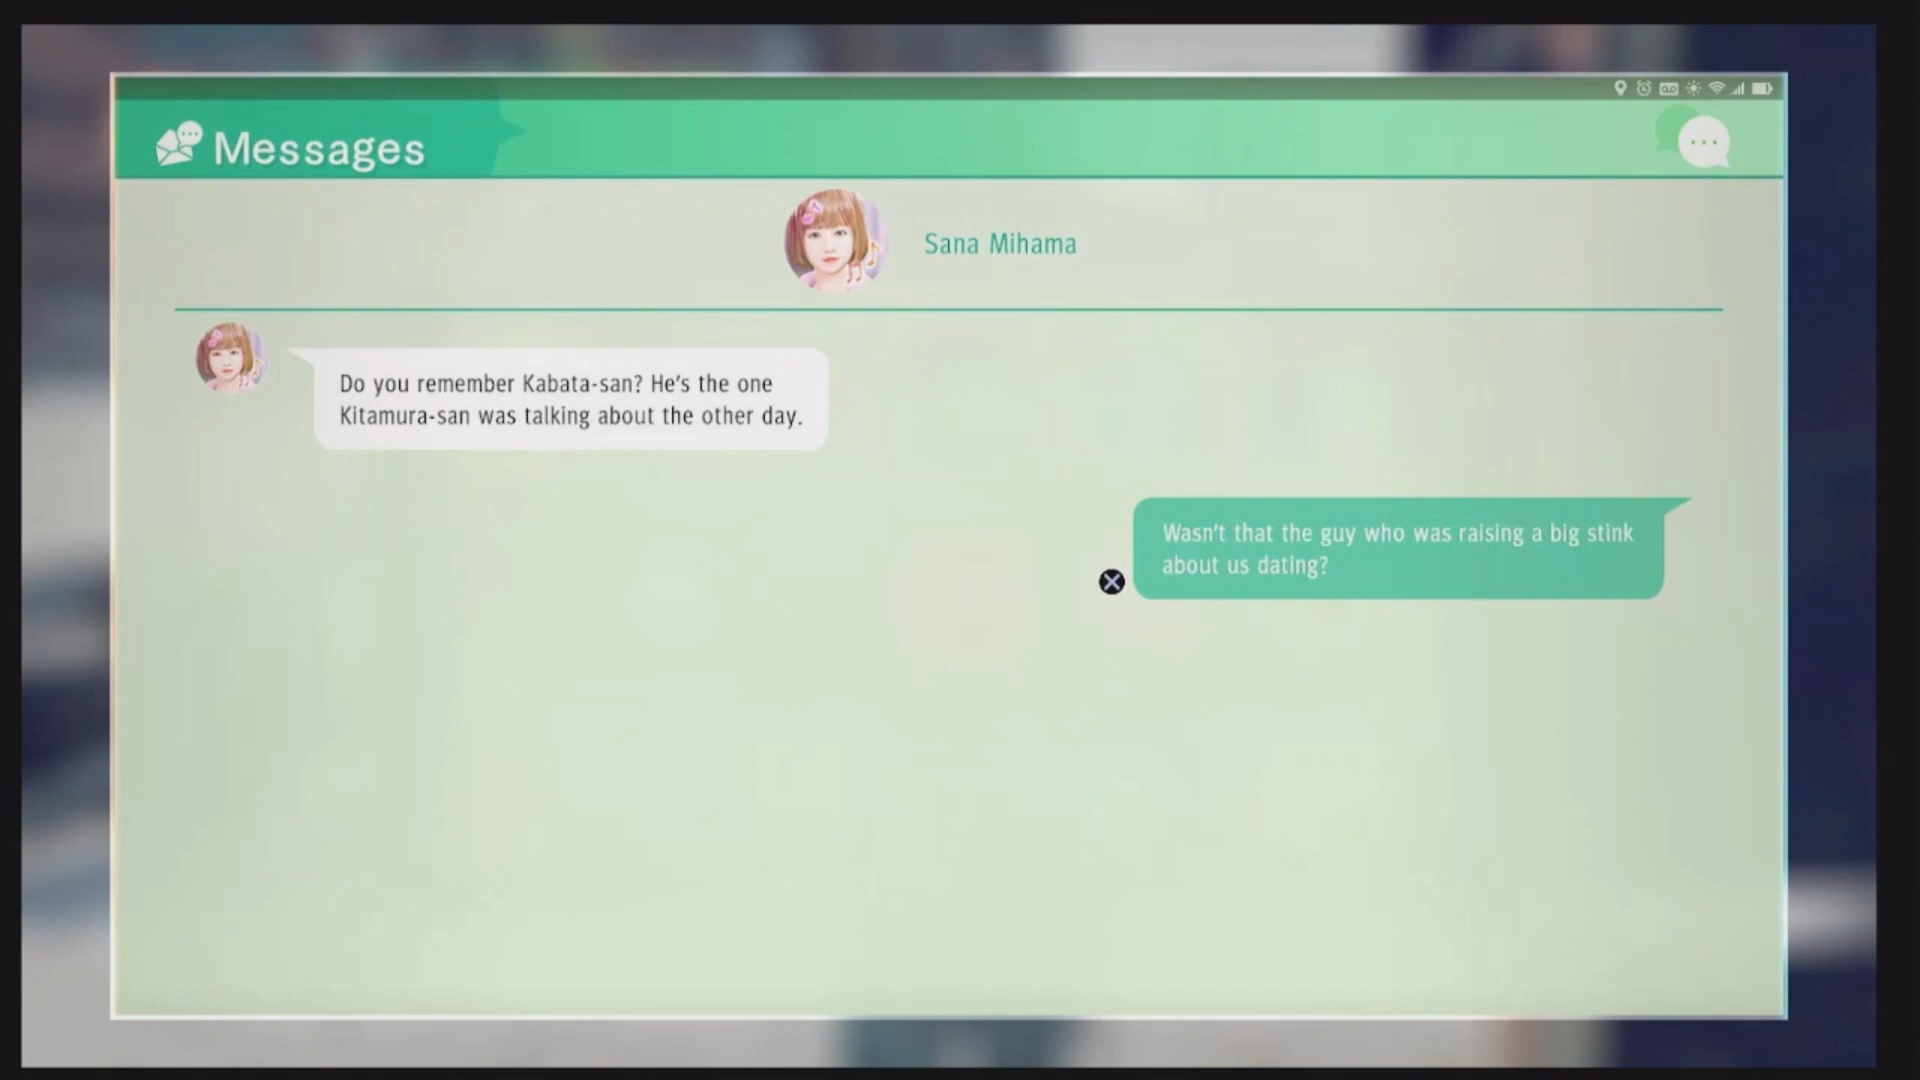 Messages
Sana Mihama
Do you remember Kabata-san? He's the one
Kitamura-san was talking about the other day.
Wasn't that the guy who was raising a big stink
about us dating?